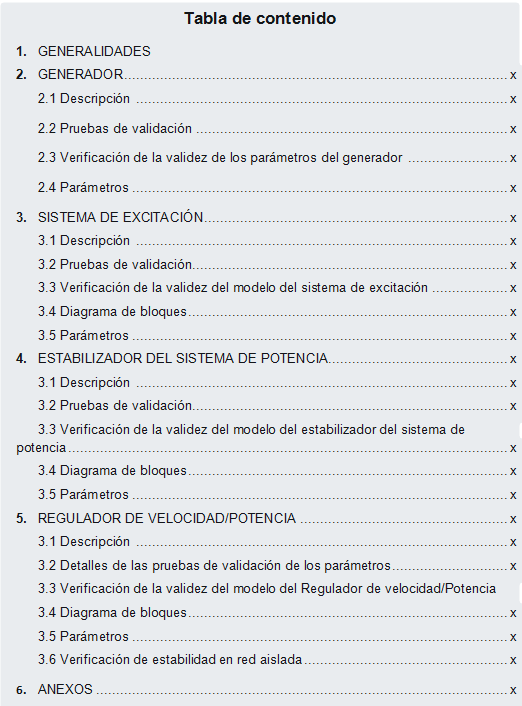 Tabla de contenido
1. GENERALIDADES
2. GENERADOR.......................................................................................... x
2.1 Descripción ...................................................................................... x
2.2 Pruebas de validación ........................................................................ x
2.3 Verificación de la validez de los parámetros del generador ........................ x
2.4 Parámetros ....................................................................................... x
3. SISTEMA DE EXCITACIÓN....................................................................... x
3.1 Descripción ...................................................................................... x
3.2 Pruebas de validación......................................................................... x
3.3 Verificación de la validez del modelo del sistema de excitación .................. x
3.4 Diagrama de bloques.......................................................................... x
3.5 Parámetros ....................................................................................... x
4. ESTABILIZADOR DEL SISTEMA DE POTENCIA.......................................... x
3.1 Descripción ...................................................................................... x
3.2 Pruebas de validación......................................................................... x
3.3 Verificación de la validez del modelo del estabilizador del sistema de
potencia.................................................................................................. x
3.4 Diagrama de bloques.......................................................................... x
3.5 Parámetros ....................................................................................... x
5. REGULADOR DE VELOCIDAD/POTENCIA ................................................ x
3.1 Descripción ...................................................................................... x
3.2 Detalles de las pruebas de validación de los parámetros........................... x
3.3 Verificación de la validez del modelo del Regulador de velocidad/Potencia
3.4 Diagrama de bloques.......................................................................... x
3.5 Parámetros ....................................................................................... x
3.6 Verificación de estabilidad en red aislada............................................... x
6. ANEXOS ............................................................................................... x